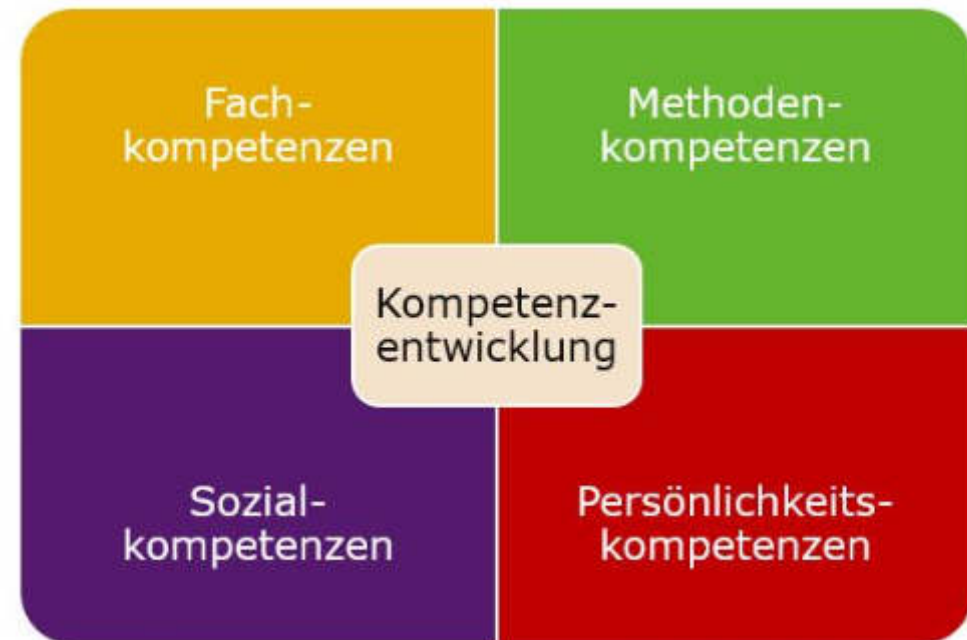 Fach-
kompetenzen
Methoden-
kompetenzen
Kompetenz-
entwicklung
Sozial-
kompetenzen
Persönlichkeits-
kompetenzen